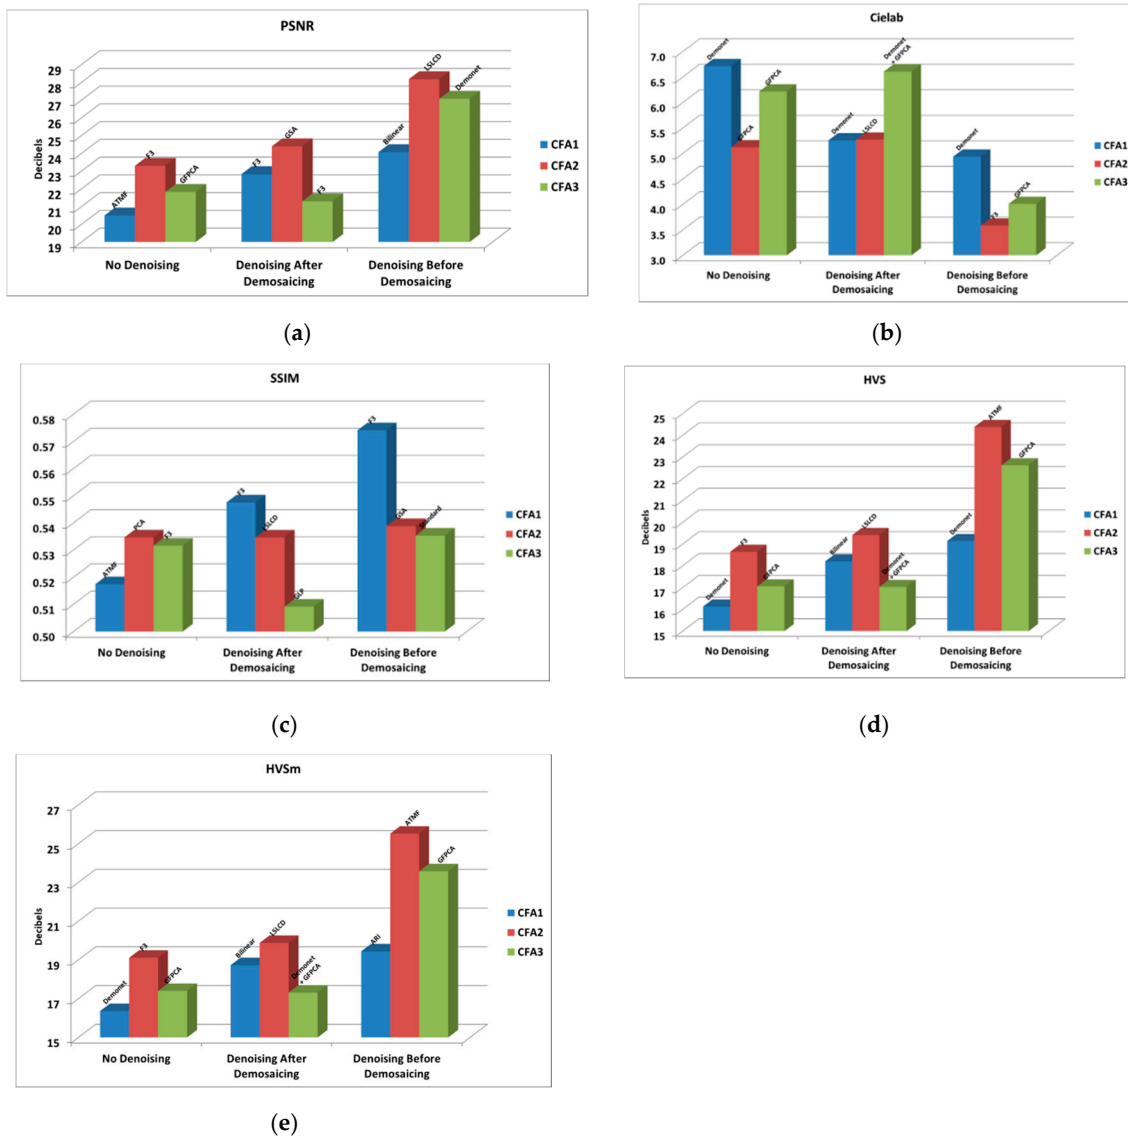 PSNR
29
28
27
26
25
24
23
22
21
20
19
Decibels
ATMF
F3
GFPCA
F3
GSA
F3
Bilinear
LSLCD
Demonet
No Denoising
Denoising After
Demosaicing
Denoising Before
Demosaicing
CFA1
CFA2
CFA3
(a)
Cielab
7.0
6.5
6.0
5.5
5.0
4.5
4.0
3.5
3.0
Demonet
GFPCA
GFPCA
Demonet
LSLCD
Demonet
+ GFPCA
Demonet
F3
GFPCA
No Denoising
Denoising After
Demosaicing
Denoising Before
Demosaicing
CFA1
CFA2
CFA3
(b)
SSIM
0.58
0.57
0.56
0.55
0.54
0.53
0.52
0.51
0.50
ATMF
PCA
F3
F3
LSLCD
GLP
F3
GSA
Standard
No Denoising
Denoising After
Demosaicing
Denoising Before
Demosaicing
CFA1
CFA2
CFA3
(c)
HVS
25
24
23
22
21
20
19
18
17
16
15
Decibels
Demonet
F3
GFPCA
Bilinear
LSLCD
Demonet
+ GFPCA
Demonet
ATMF
GFPCA
No Denoising
Denoising After
Demosaicing
Denoising Before
Demosaicing
CFA1
CFA2
CFA3
(d)
HVSm
27
25
23
21
19
17
15
Decibels
Demonet
F3
GFPCA
Bilinear
LSLCD
Demonet
+ GFPCA
ARI
ATMF
GFPCA
No Denoising
Denoising After
Demosaicing
Denoising Before
Demosaicing
CFA1
CFA2
CFA3
(e)